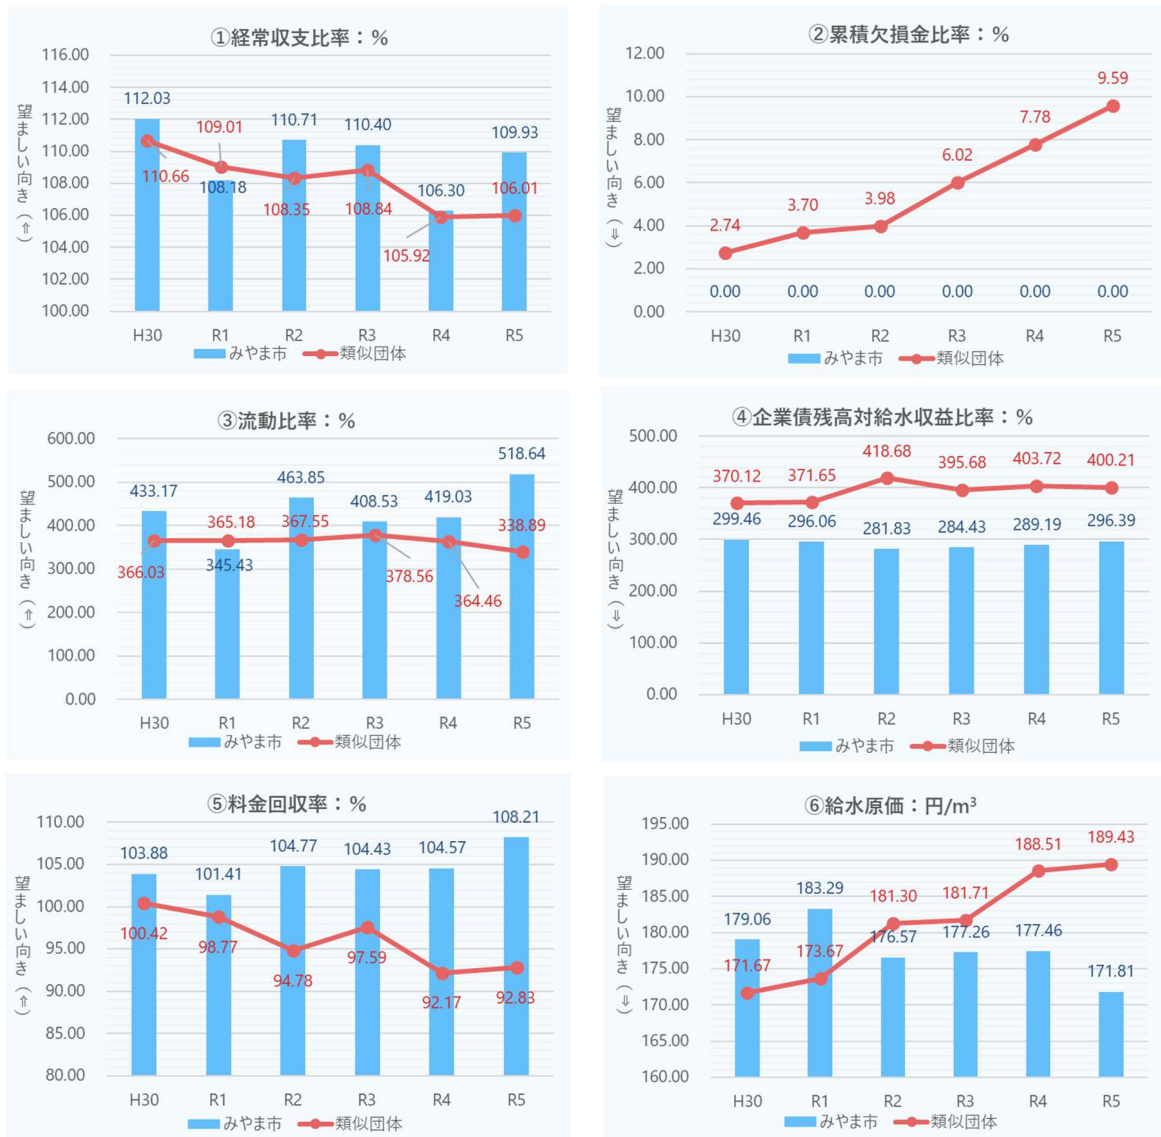 ①経常収支比率：%
望ましい向き（⇑）
116.00
114.00
112.00
110.00
108.00
106.00
104.00
102.00
100.00
112.03
110.66
109.01
108.18
110.71
108.35
110.40
108.84
106.30
105.92
109.93
106.01
H30 R1 R2 R3 R4 R5
みやま市 類似団体
②累積欠損金比率：%
望ましい向き（⇓）
12.00
10.00
8.00
6.00
4.00
2.00
0.00
2.74 3.70 3.98 6.02 7.78 9.59
0.00 0.00 0.00 0.00 0.00 0.00
H30 R1 R2 R3 R4 R5
みやま市 類似団体
③流動比率：%
望ましい向き（⇑）
600.00
500.00
400.00
300.00
200.00
100.00
0.00
433.17 345.43 463.85 408.53 419.03 518.64
366.03 365.18 367.55 378.56 364.46 338.89
H30 R1 R2 R3 R4 R5
みやま市 類似団体
④企業債残高対給水収益比率：%
望ましい向き（⇓）
500.00
400.00
300.00
200.00
100.00
0.00
370.12 371.65 418.68 395.68 403.72 400.21
299.46 296.06 281.83 284.43 289.19 296.39
H30 R1 R2 R3 R4 R5
みやま市 類似団体
⑤料金回収率：%
望ましい向き（⇑）
110.00
105.00
100.00
95.00
90.00
85.00
80.00
103.88 101.41 104.77 104.43 104.57 108.21
100.42 98.77 94.78 97.59 92.17 92.83
H30 R1 R2 R3 R4 R5
みやま市 類似団体
⑥給水原価：円/m³
望ましい向き（⇓）
195.00
190.00
185.00
180.00
175.00
170.00
165.00
160.00
179.06 183.29 176.57 177.26 177.46 171.81
171.67 173.67 181.30 181.71 188.51 189.43
H30 R1 R2 R3 R4 R5
みやま市 類似団体